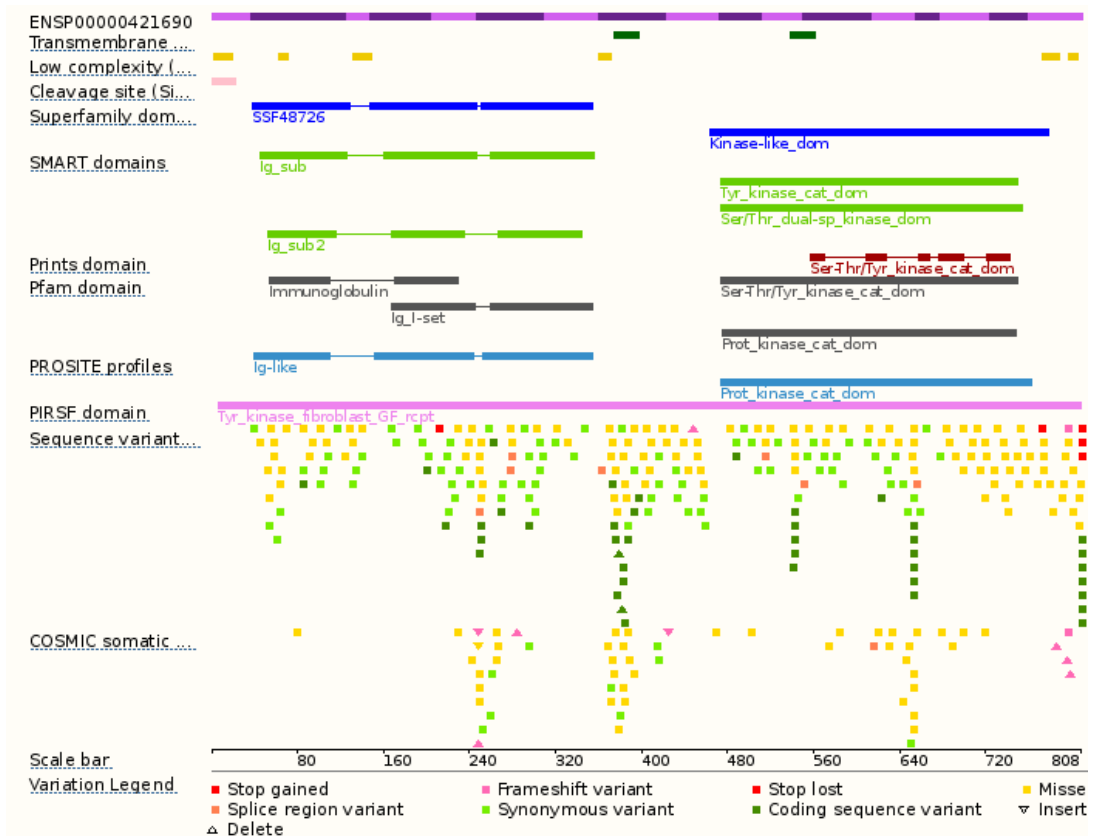 ENSP00000421690
Transmembrane ...
Low complexity (...
Cleavage site (Si...
Superfamily dom...
SSF48726
Kinase-like_dom
SMART domains
Ig_sub
Tyr_kinase_cat_dom
Ser/Thr_dual-sp_kinase_dom
Ig_sub2
Prints domain
Ser-Thr/Tyr_kinase_cat_dom
Pfam domain
Immunoglobulin
Ser-Thr/Tyr_kinase_cat_dom
Ig_I-set
Prot_kinase_cat_dom
PROSITE profiles
Ig-like
Prot_kinase_cat_dom
PIRSF domain
Tyr_kinase_fibroblast_GF_rcpt
Sequence variant...
COSMIC somatic ...
Scale bar 80 160 240 320 400 480 560 640 720 808
Variation Legend
Stop gained Frameshift variant Stop lost Misse
Splice region variant Synonymous variant Coding sequence variant Insert
Delete